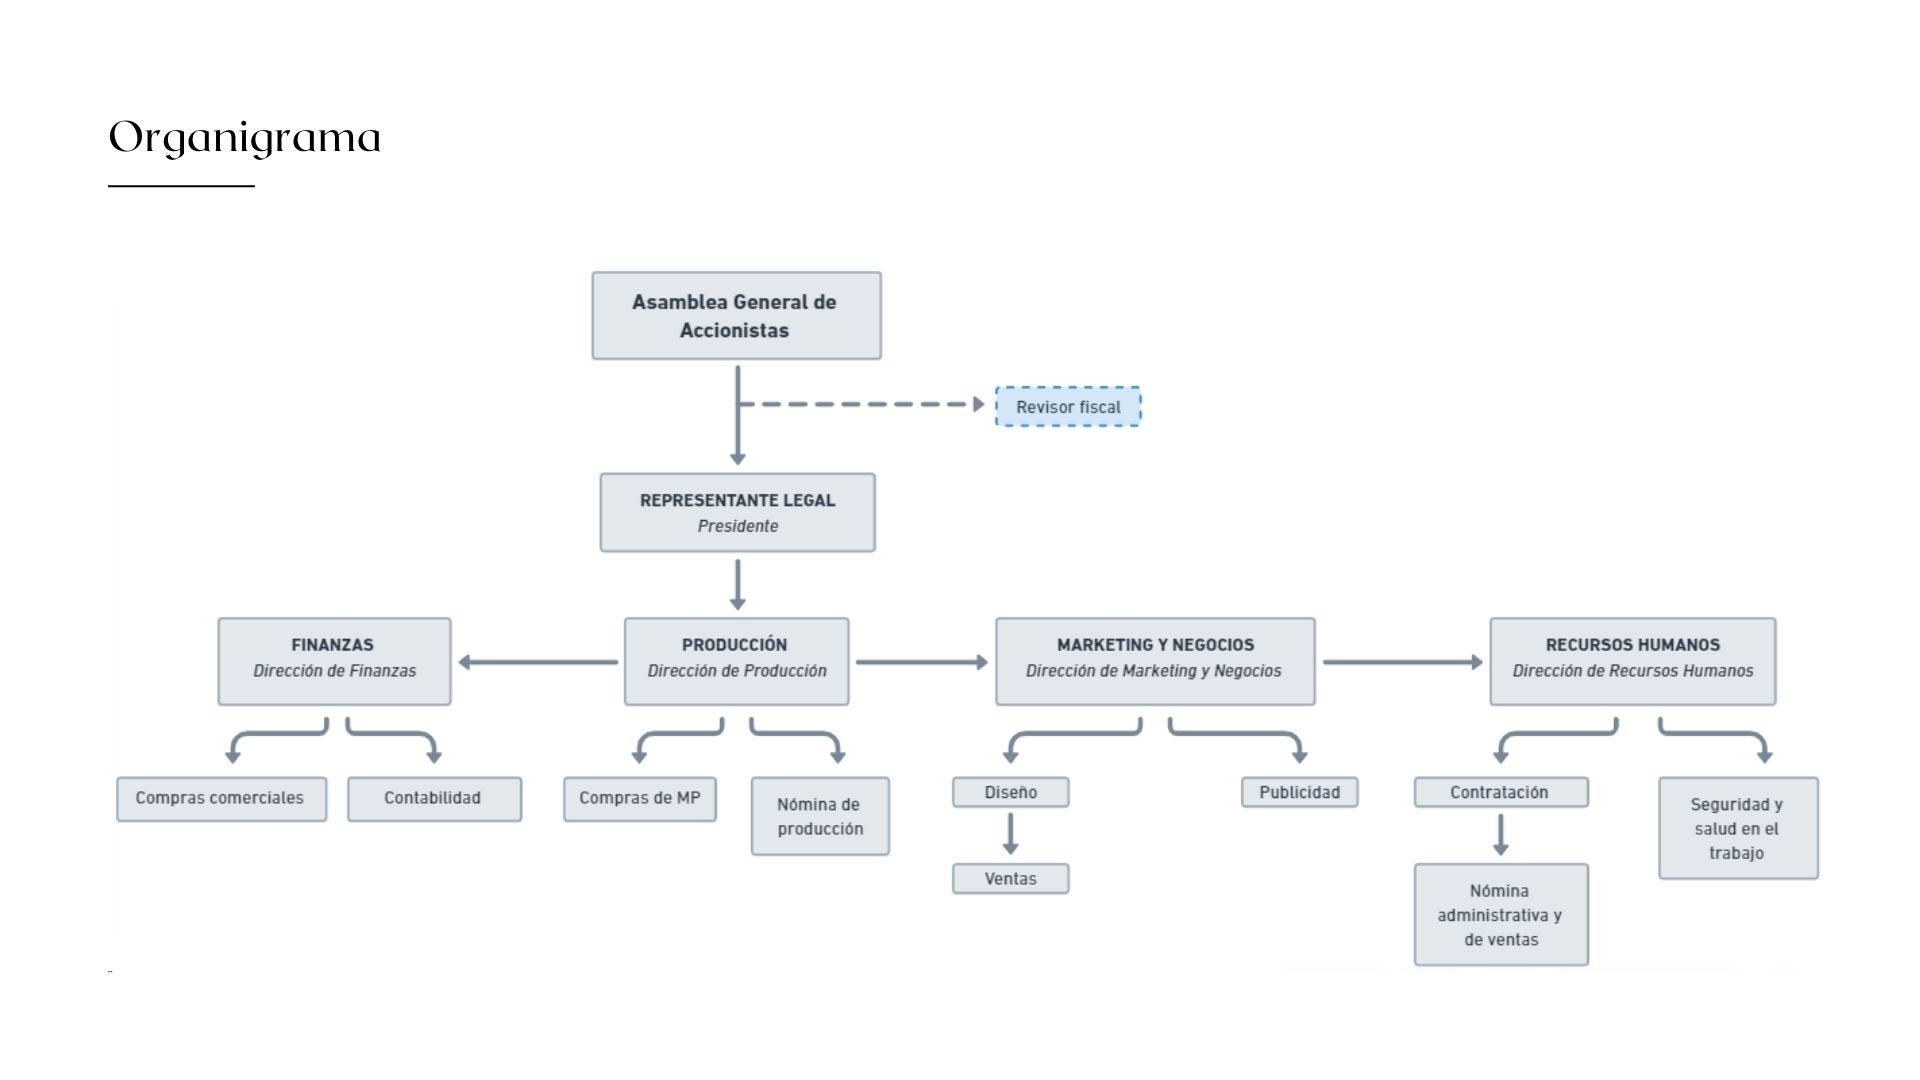 Organigrama
Asamblea General de
Accionistas
Revisor fiscal
REPRESENTANTE LEGAL
Presidente
FINANZAS
Dirección de Finanzas
PRODUCCIÓN
Dirección de Producción
MARKETING Y NEGOCIOS
Dirección de Marketing y Negocios
RECURSOS HUMANOS
Dirección de Recursos Humanos
Compras comerciales
Contabilidad
Compras de MP
Nómina de
producción
Diseño
Ventas
Publicidad
Contratación
Nómina
administrativa y
de ventas
Seguridad y
salud en el
trabajo